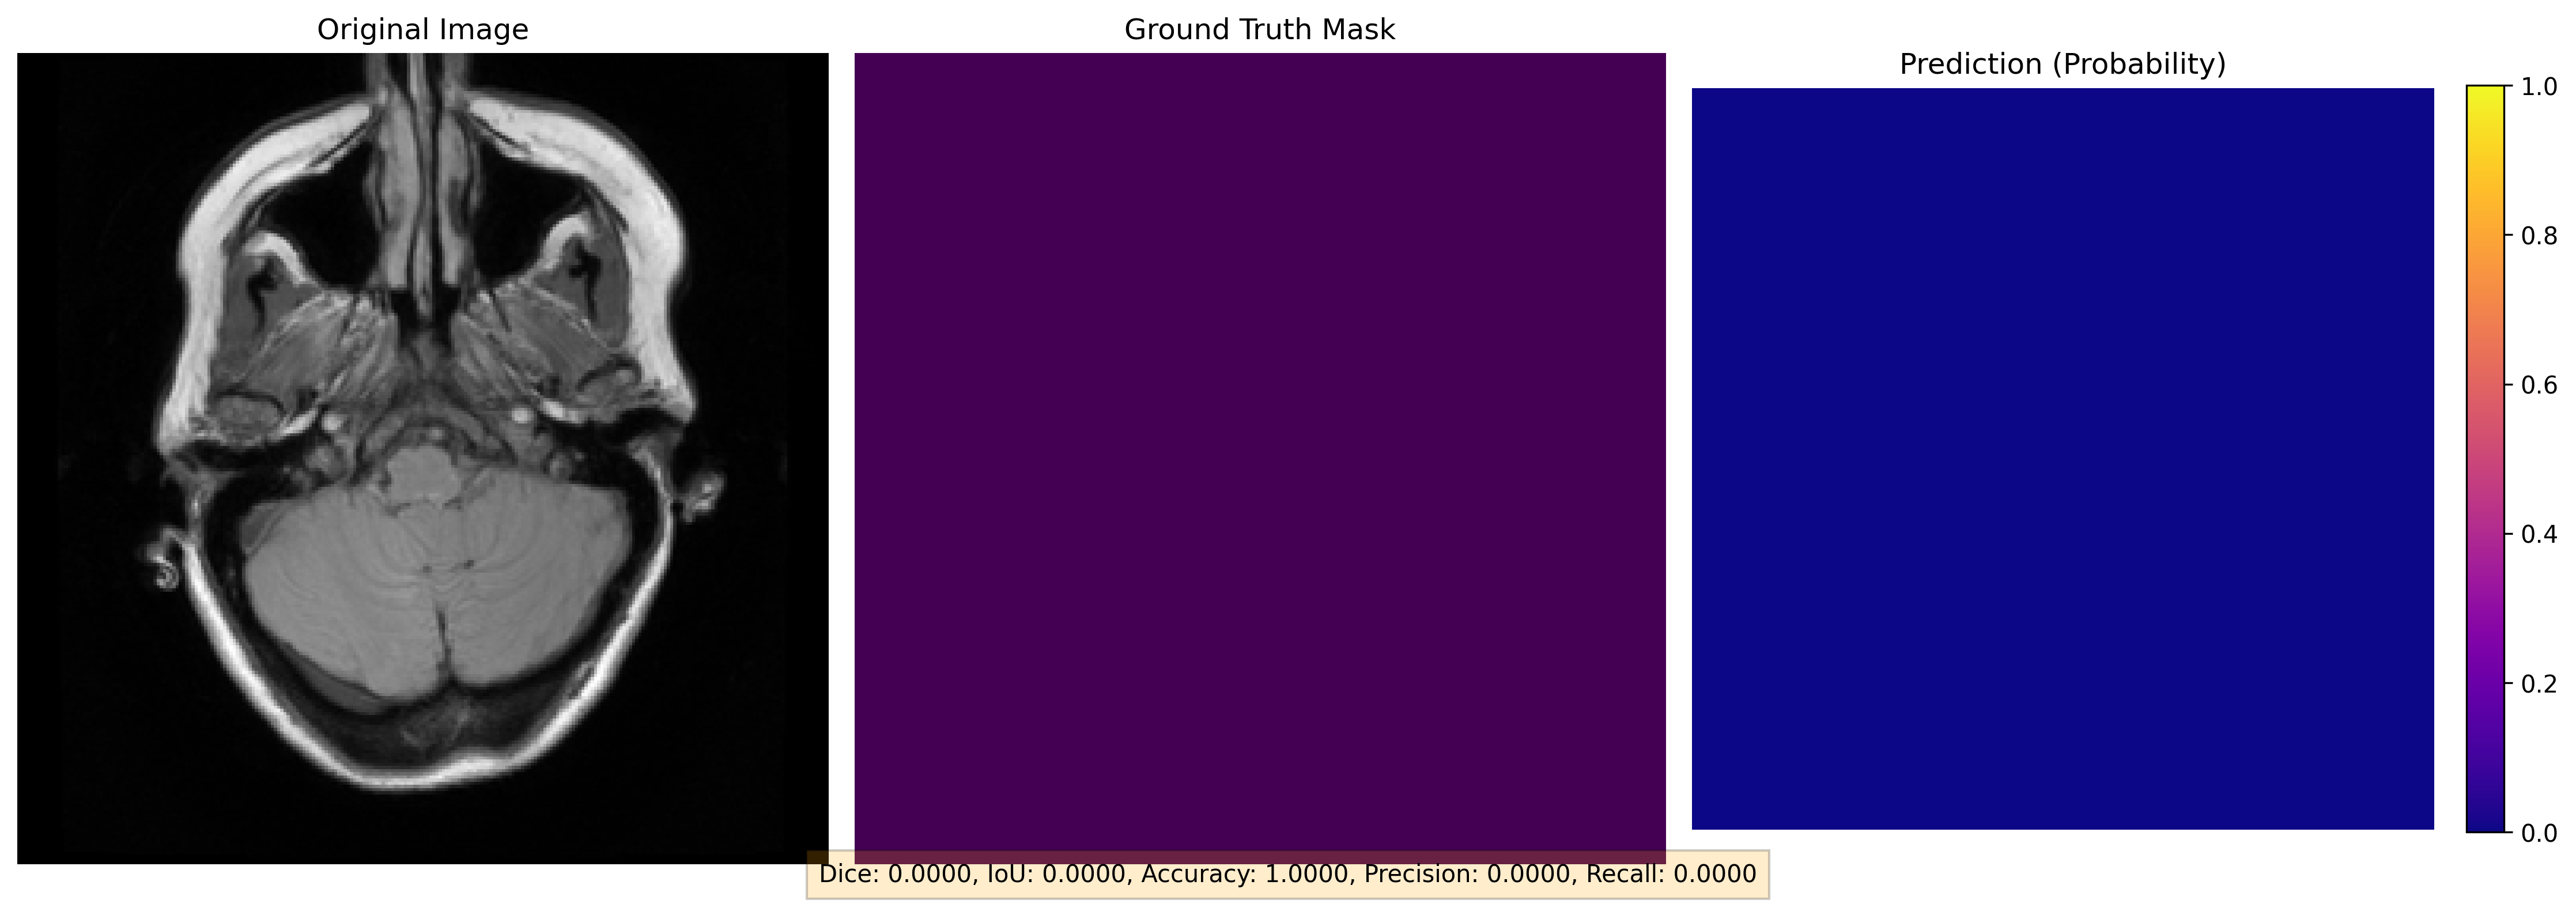 Original Image
Ground Truth Mask
Prediction (Probability)
1.0
0.8
0.6
0.4
0.2
0.0
Dice: 0.0000, IoU: 0.0000, Accuracy: 1.0000, Precision: 0.0000, Recall: 0.0000